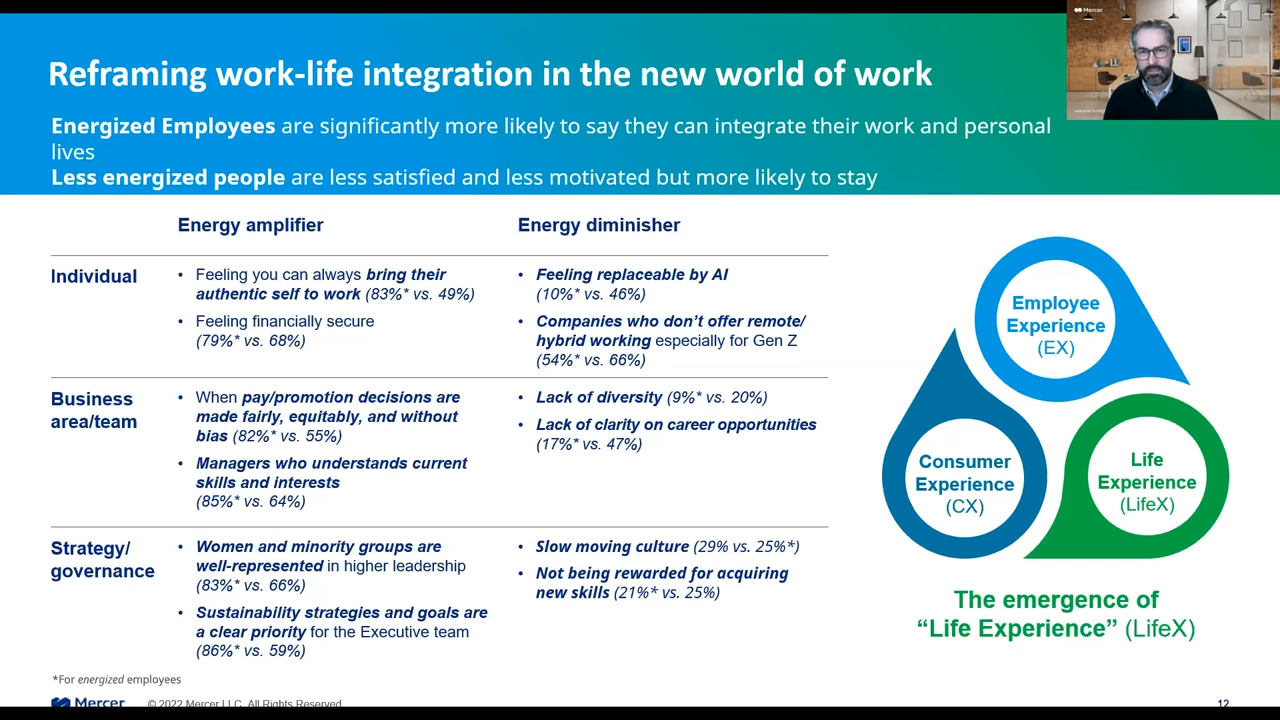 Mercer
Reframing work-life integration in the new world of work
Energized Employees are significantly more likely to say they can integrate their work and personal
lives
Less energized people are less satisfied and less motivated but more likely to stay
Energy amplifier
Energy diminisher
Individual
• Feeling you can always bring their
authentic self to work (83%* vs. 49%)
• Feeling financially secure
(79%* vs. 68%)
• Feeling replaceable by AI
(10%* vs. 46%)
• Companies who don’t offer remote/
hybrid working especially for Gen Z
(54%* vs. 66%)
Business
area/team
• When pay/promotion decisions are
made fairly, equitably, and without
bias (82%* vs. 55%)
• Managers who understands current
skills and interests
(85%* vs. 64%)
• Lack of diversity (9%* vs. 20%)
• Lack of clarity on career opportunities
(17%* vs. 47%)
Strategy/
governance
• Women and minority groups are
well-represented in higher leadership
(83%* vs. 66%)
• Sustainability strategies and goals are
a clear priority for the Executive team
(86%* vs. 59%)
• Slow moving culture (29% vs. 25%*)
• Not being rewarded for acquiring
new skills (21%* vs. 25%)
Employee
Experience
(EX)
Consumer
Experience
(CX)
Life
Experience
(LifeX)
The emergence of
“Life Experience” (LifeX)
*For energized employees
Mercer
© 2022 Mercer LLC. All Rights Reserved
12